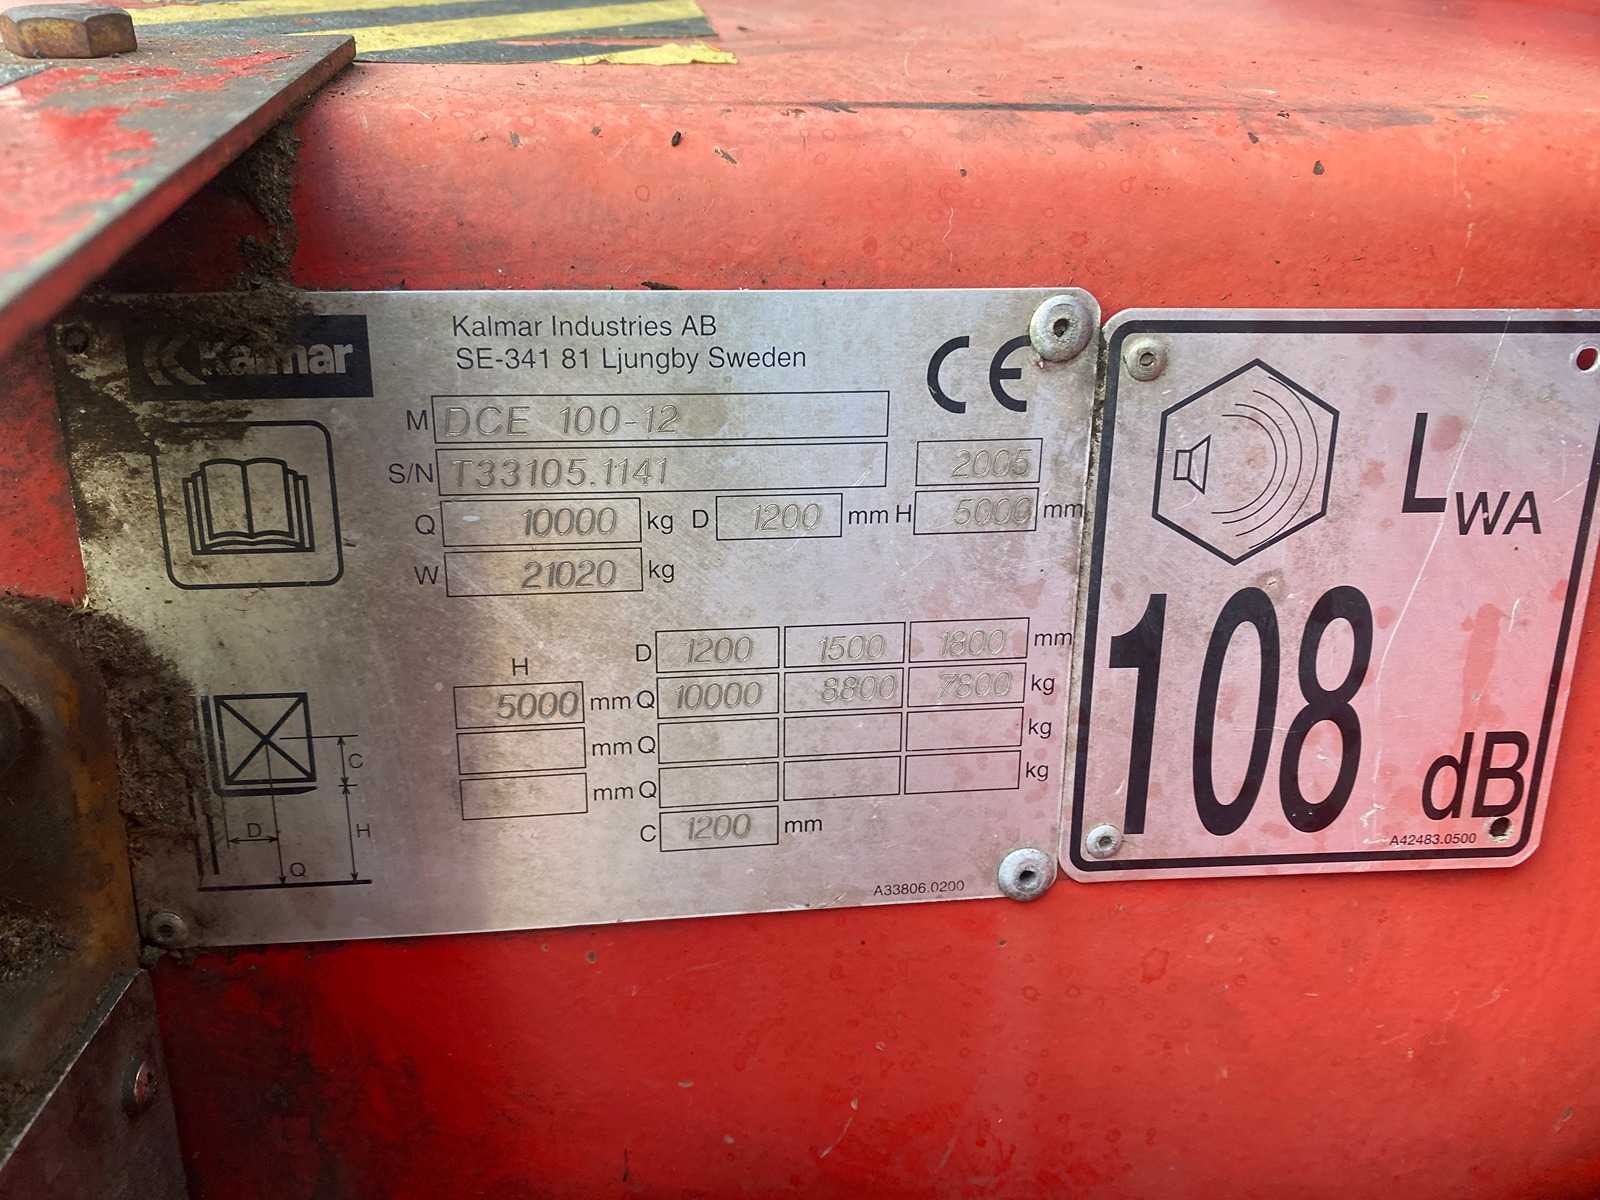 Kalmar
Kalmar Industries AB
SE-341 81 Ljungby Sweden
CE
M DCE 100-12
S/N T33105.1141 2005
Q 10000 kg D 1200 mm H 5000 mm
W 21020 kg
H D 1200 1500 1800 mm
5000 mm Q 10000 8800 7800 kg
mm Q kg
mm Q kg
C 1200 mm
C
D H
Q
A33806.0200
LWA
108 dB
A42483.0500